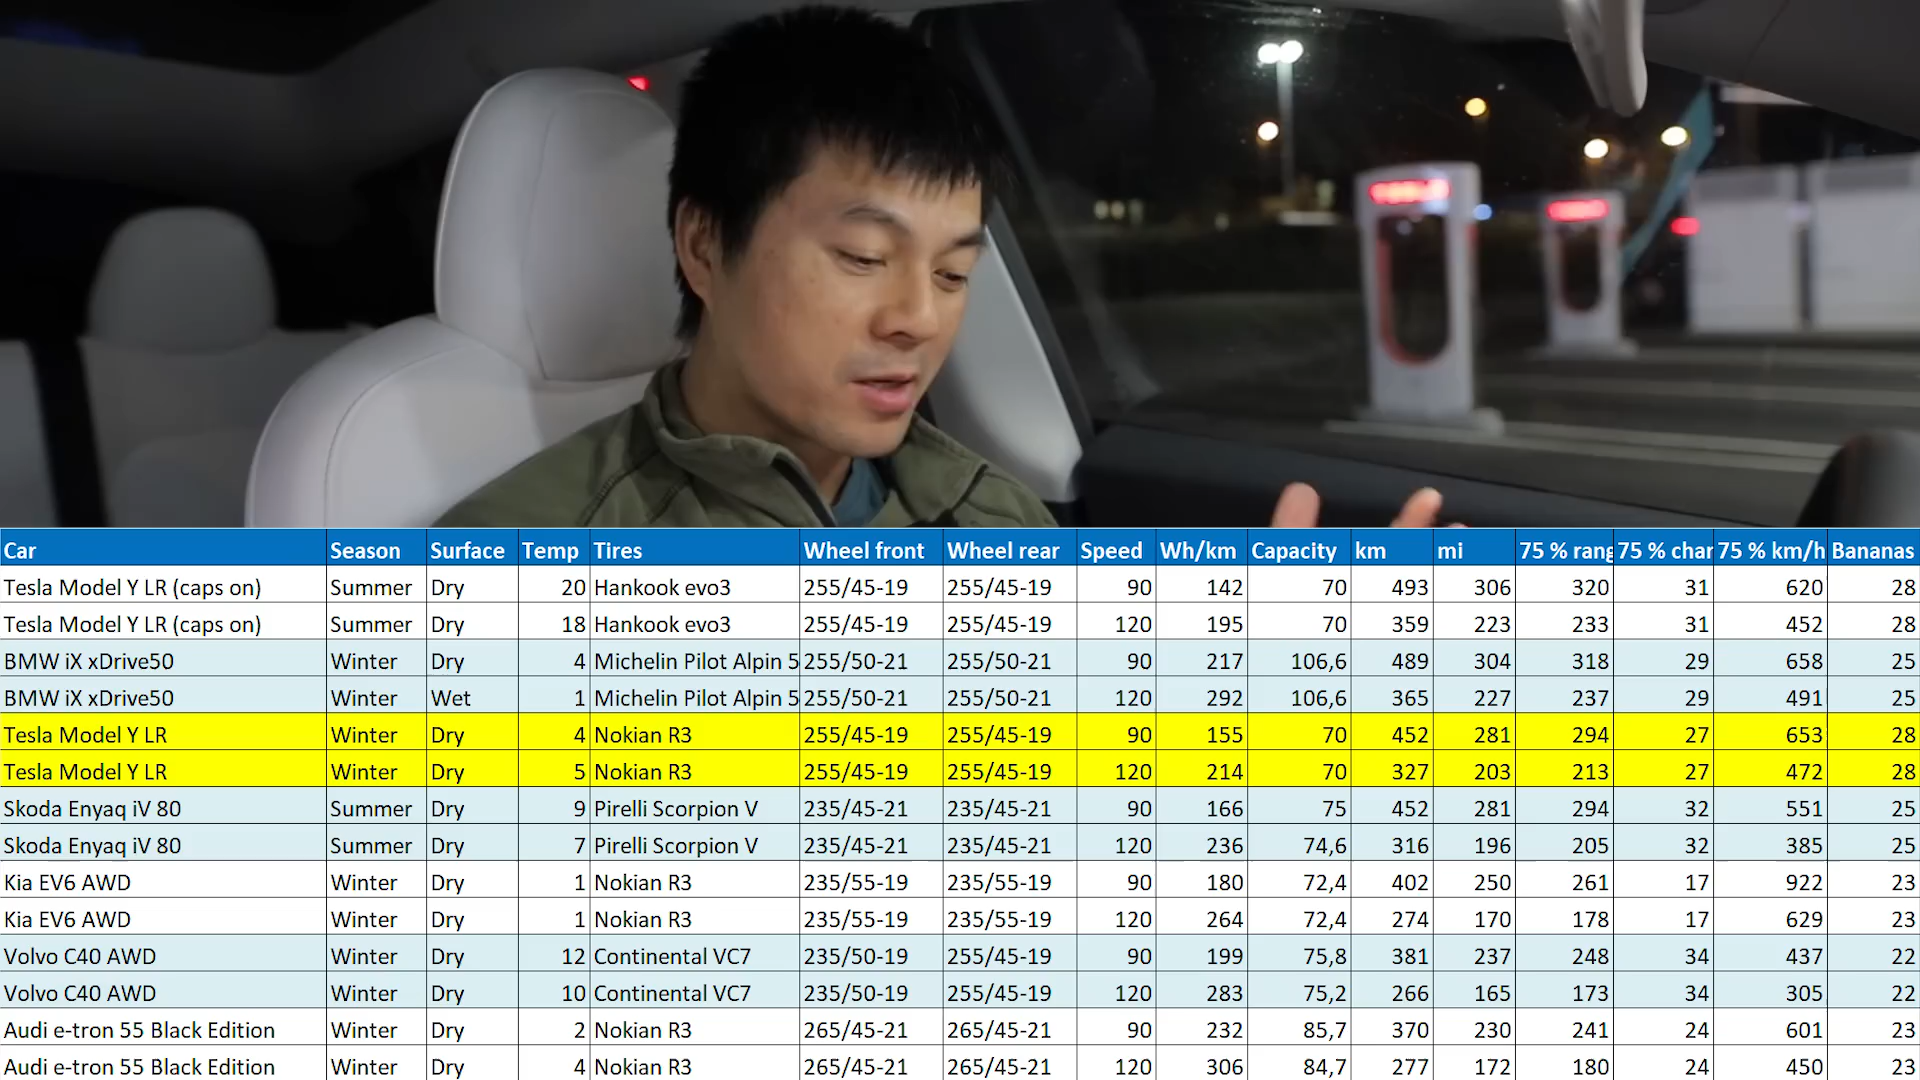 Car Season Surface Temp Tires Wheel front Wheel rear Speed Wh/km Capacity km mi 75 % rang 75 % char 75 % km/h Bananas
Tesla Model Y LR (caps on) Summer Dry 20 Hankook evo3 255/45-19 255/45-19 90 142 70 493 306 320 31 620 28
Tesla Model Y LR (caps on) Summer Dry 18 Hankook evo3 255/45-19 255/45-19 120 195 70 359 223 233 31 452 28
BMW iX xDrive50 Winter Dry 4 Michelin Pilot Alpin 5 255/50-21 255/50-21 90 217 106,6 489 304 318 29 658 25
BMW iX xDrive50 Winter Wet 1 Michelin Pilot Alpin 5 255/50-21 255/50-21 120 292 106,6 365 227 237 29 491 25
Tesla Model Y LR Winter Dry 4 Nokian R3 255/45-19 255/45-19 90 155 70 452 281 294 27 653 28
Tesla Model Y LR Winter Dry 5 Nokian R3 255/45-19 255/45-19 120 214 70 327 203 213 27 472 28
Skoda Enyaq iV 80 Summer Dry 9 Pirelli Scorpion V 235/45-21 235/45-21 90 166 75 452 281 294 32 551 25
Skoda Enyaq iV 80 Summer Dry 7 Pirelli Scorpion V 235/45-21 235/45-21 120 236 74,6 316 196 205 32 385 25
Kia EV6 AWD Winter Dry 1 Nokian R3 235/55-19 235/55-19 90 180 72,4 402 250 261 17 922 23
Kia EV6 AWD Winter Dry 1 Nokian R3 235/55-19 235/55-19 120 264 72,4 274 170 178 17 629 23
Volvo C40 AWD Winter Dry 12 Continental VC7 235/50-19 255/45-19 90 199 75,8 381 237 248 34 437 22
Volvo C40 AWD Winter Dry 10 Continental VC7 235/50-19 255/45-19 120 283 75,2 266 165 173 34 305 22
Audi e-tron 55 Black Edition Winter Dry 2 Nokian R3 265/45-21 265/45-21 90 232 85,7 370 230 241 24 601 23
Audi e-tron 55 Black Edition Winter Dry 4 Nokian R3 265/45-21 265/45-21 120 306 84,7 277 172 180 24 450 23